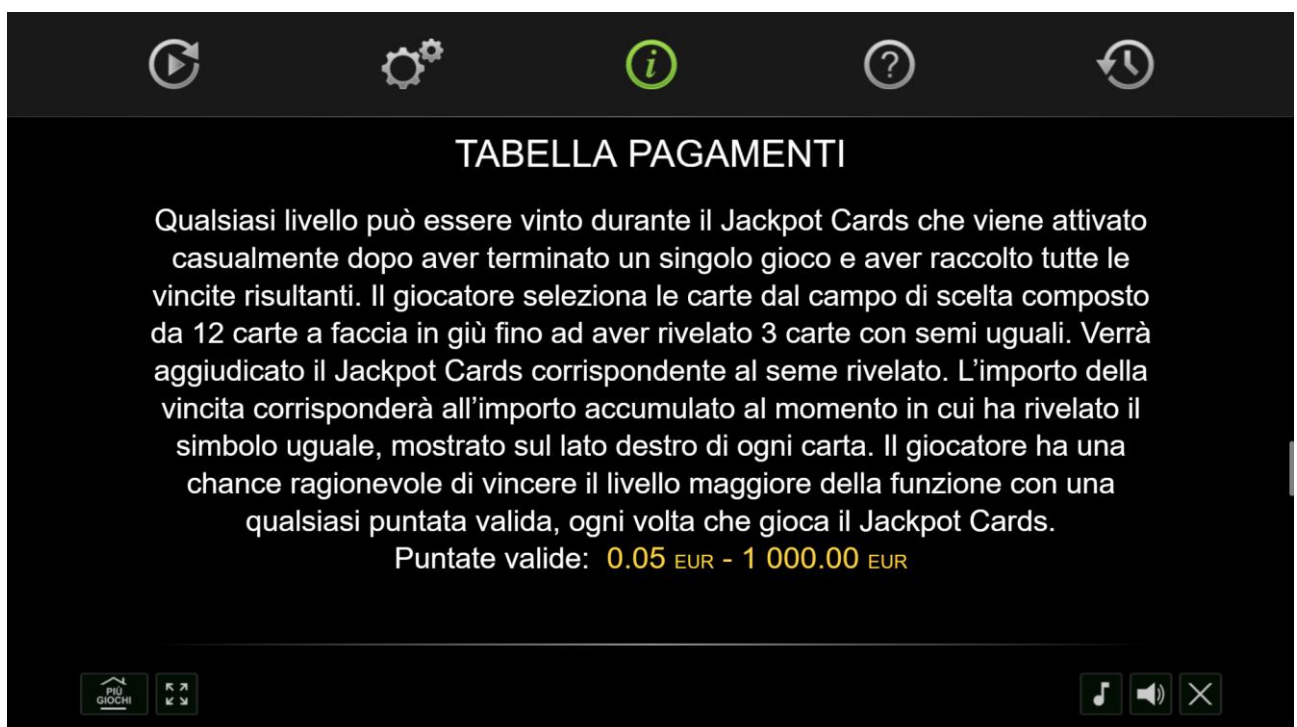 TABELLA PAGAMENTI
Qualsiasi livello può essere vinto durante il Jackpot Cards che viene attivato
casualmente dopo aver terminato un singolo gioco e aver raccolto tutte le
vincite risultanti. Il giocatore seleziona le carte dal campo di scelta composto
da 12 carte a faccia in giù fino ad aver rivelato 3 carte con semi uguali. Verrà
aggiudicato il Jackpot Cards corrispondente al seme rivelato. L’importo della
vincita corrisponderà all’importo accumulato al momento in cui ha rivelato il
simbolo uguale, mostrato sul lato destro di ogni carta. Il giocatore ha una
chance ragionevole di vincere il livello maggiore della funzione con una
qualsiasi puntata valida, ogni volta che gioca il Jackpot Cards.
Puntate valide: 0.05 EUR - 1 000.00 EUR
PIÙ
GIOCHI